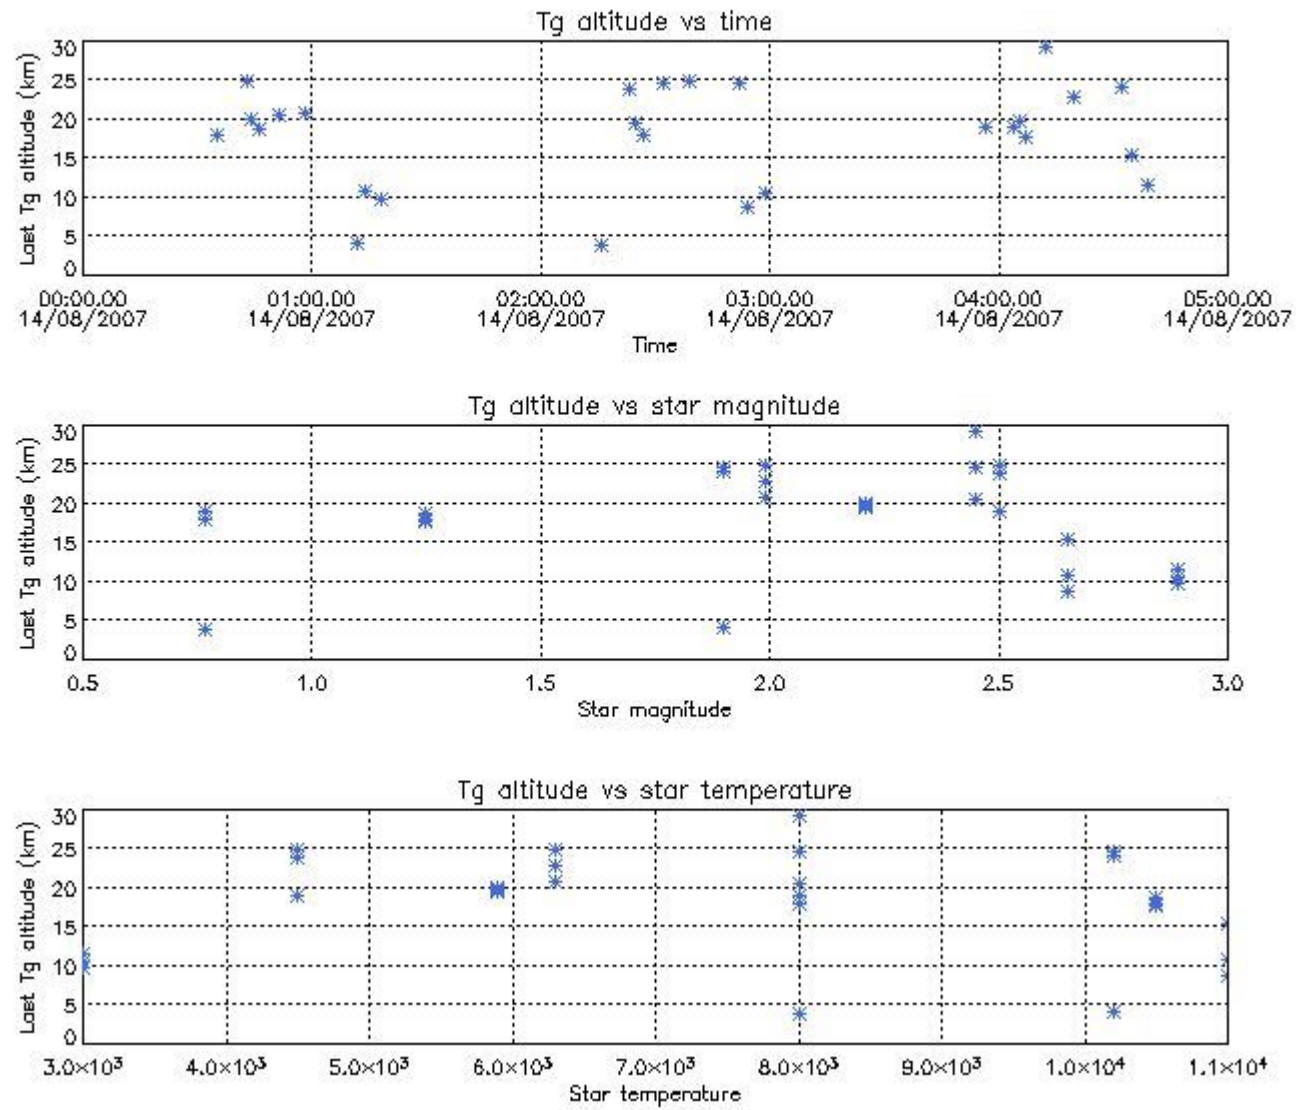 Tg altitude vs time
Last Tg altitude (km)
30
25
20
15
10
5
0
00:00.00 01:00.00 02:00.00 03:00.00 04:00.00 05:00.00
14/08/2007 14/08/2007 14/08/2007 14/08/2007 14/08/2007 14/08/2007
Time
Tg altitude vs star magnitude
Last Tg altitude (km)
30
25
20
15
10
5
0
0.5 1.0 1.5 2.0 2.5 3.0
Star magnitude
Tg altitude vs star temperature
Last Tg altitude (km)
30
25
20
15
10
5
0
3.0×10³ 4.0×10³ 5.0×10³ 6.0×10³ 7.0×10³ 8.0×10³ 9.0×10³ 1.0×10⁴ 1.1×10⁴
Star temperature